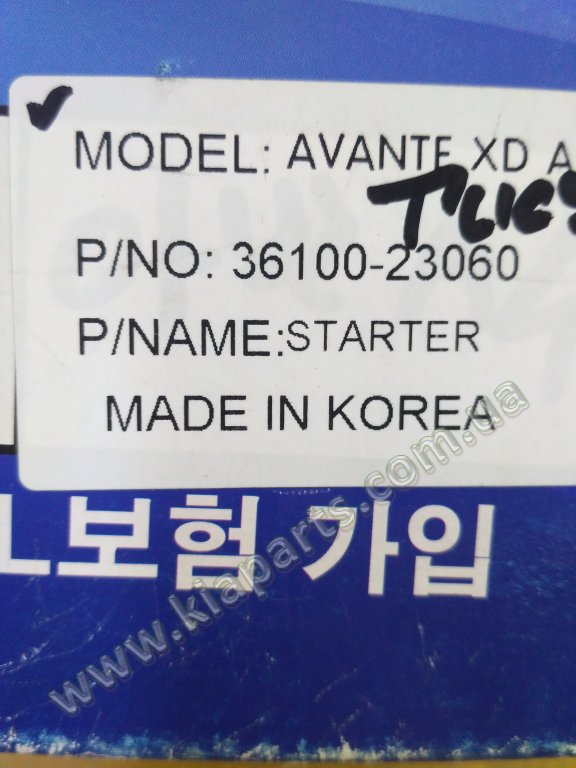 MODEL: AVANTE XD A
P/NO: 36100-23060
P/NAME:STARTER
MADE IN KOREA
L보험 가입
www.kiaparts.com.ua